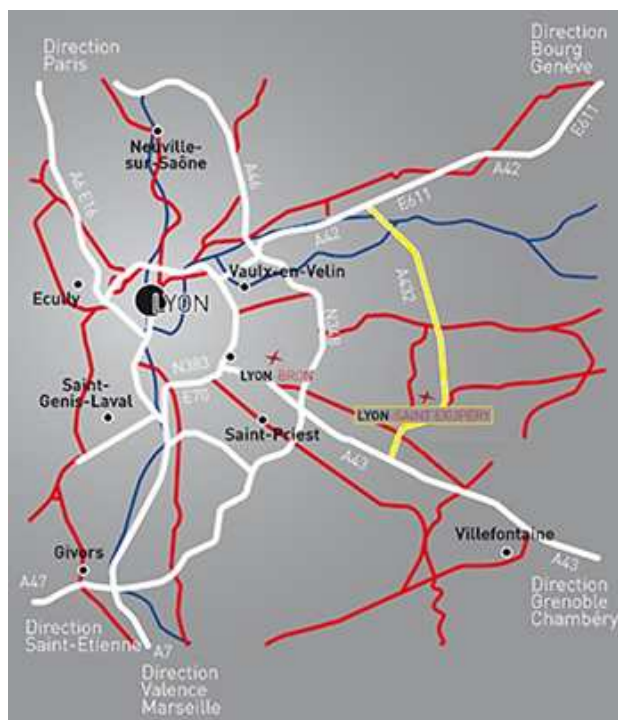 Direction
Paris
Direction
Bourg
Genève
Neuville-
sur-Saône
A46
E611
A42
A6 E16
E611
A42
Vaulx-en-Velin
A432
Ecully
LYON
N346
N383
LYON BRON
E70
Saint-
Genis-Laval
LYON SAINT EXUPÉRY
Saint-Priest
A43
Villefontaine
Givors
A43
A47
Direction
Grenoble
Chambéry
Direction
Saint-Etienne
A7
Direction
Valence
Marseille